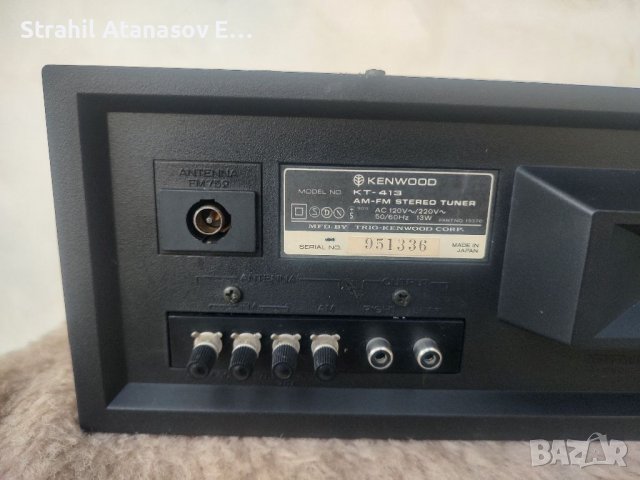 Strahil Atanasov E...
ANTENNA
FM 75Ω
KENWOOD
MODEL NO. KT-413
AM-FM STEREO TUNER
AC 120V~/220V~
50/60Hz 13W
MFD. BY TRIO-KENWOOD CORP.
SERIAL NO. 951336
MADE IN
JAPAN
ANTENNA
AM
BAZAR